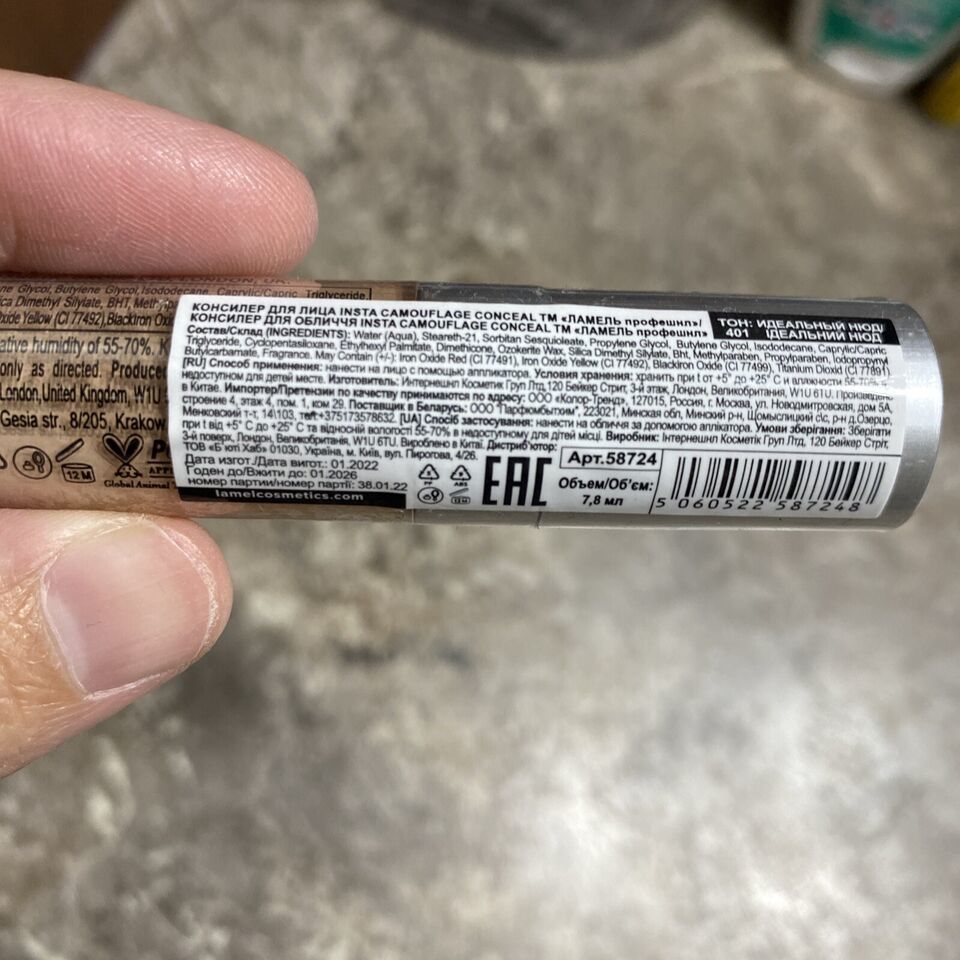 ne Glycol, Butylene Glycol, Isododecane, Caprylic/Capric Triglyceride,
ica Dimethyl Silylate, BHT,
oxide Yellow (CI 77492), Blackiron
ative humidity of 55-70%.
only as directed. Produce
London, United Kingdom, W1U
Gesia str., 8/205, Krakow
12 M
Global Animal
КОНСИЛЕР ДЛЯ ЛИЦА INSTA CAMOUFLAGE CONCEAL ТМ «ЛАМЕЛЬ профешнл»/
КОНСИЛЕР ДЛЯ ОБЛИЧЧЯ INSTA CAMOUFLAGE CONCEAL ТМ «ЛАМЕЛЬ профешнл»
ТОН: ИДЕАЛЬНЫЙ НЮД/
401 ІДЕАЛЬНИЙ НЮД
Состав/Склад (INGREDIENTS): Water (Aqua), Steareth-21, Sorbitan Sesquioleate, Propylene Glycol, Butylene Glycol, Isododecane, Caprylic/Capric
Triglyceride, Cyclopentasiloxane, Ethylhexyl Palmitate, Dimethicone, Ozokerite Wax, Silica Dimethyl Silylate, BHT, Methylparaben, Propylparaben, Iodopropynyl
Butylcarbamate, Fragrance. May Contain (+/-): Iron Oxide Red (CI 77491), Iron Oxide Yellow (CI 77492), Blackiron Oxide (CI 77499), Titanium Dioxid (CI 77891)
[RU] Способ применения: нанести на лицо с помощью аппликатора. Условия хранения: хранить при t от +5° до +25° С и влажности 55-70% в
недоступном для детей месте. Изготовитель: Интернешнл Косметик Груп Лтд, 120 Бейкер Стрит, 3-й этаж, Лондон, Великобритания, W1U 6TU. Произведено
в Китае. Импортер/Претензии по качеству принимаются по адресу: ООО «Колор-Тренд», 127015, Россия, г. Москва, ул. Новодмитровская, дом 5А,
строение 4, этаж 4, пом. 1, ком 29. Поставщик в Беларусь: ООО "Парфюмбытхим", 223021, Минская обл, Минский р-н, Щомыслицкий с/с, р-н д.Озерцо,
Менковский т-т, 14\103, тел:+375173578632. [UA] Спосіб застосування: нанести на обличчя за допомогою аплікатора. Умови зберігання: Зберігати
при t від +5° С до +25° С та відносній вологості 55-70% в недоступному для дітей місці. Виробник: Інтернешнл Косметік Груп Лтд, 120 Бейкер Стріт,
3-й поверх, Лондон, Великобританія, W1U 6TU. Вироблено в Китаї. Дистриб'ютор:
ТОВ «Б'юті Хаб» 01030, Україна, м. Київ, вул. Пирогова, 4/26.
Дата изгот./Дата вигот.: 01.2022
Годен до/Вжити до: 01.2026
номер партии/номер партії: 38.01.22
lamelcosmetics.com
PP
ABS
12M
EAC
Арт.58724
Объем/Об'єм:
7,8 мл
5 060522 587248